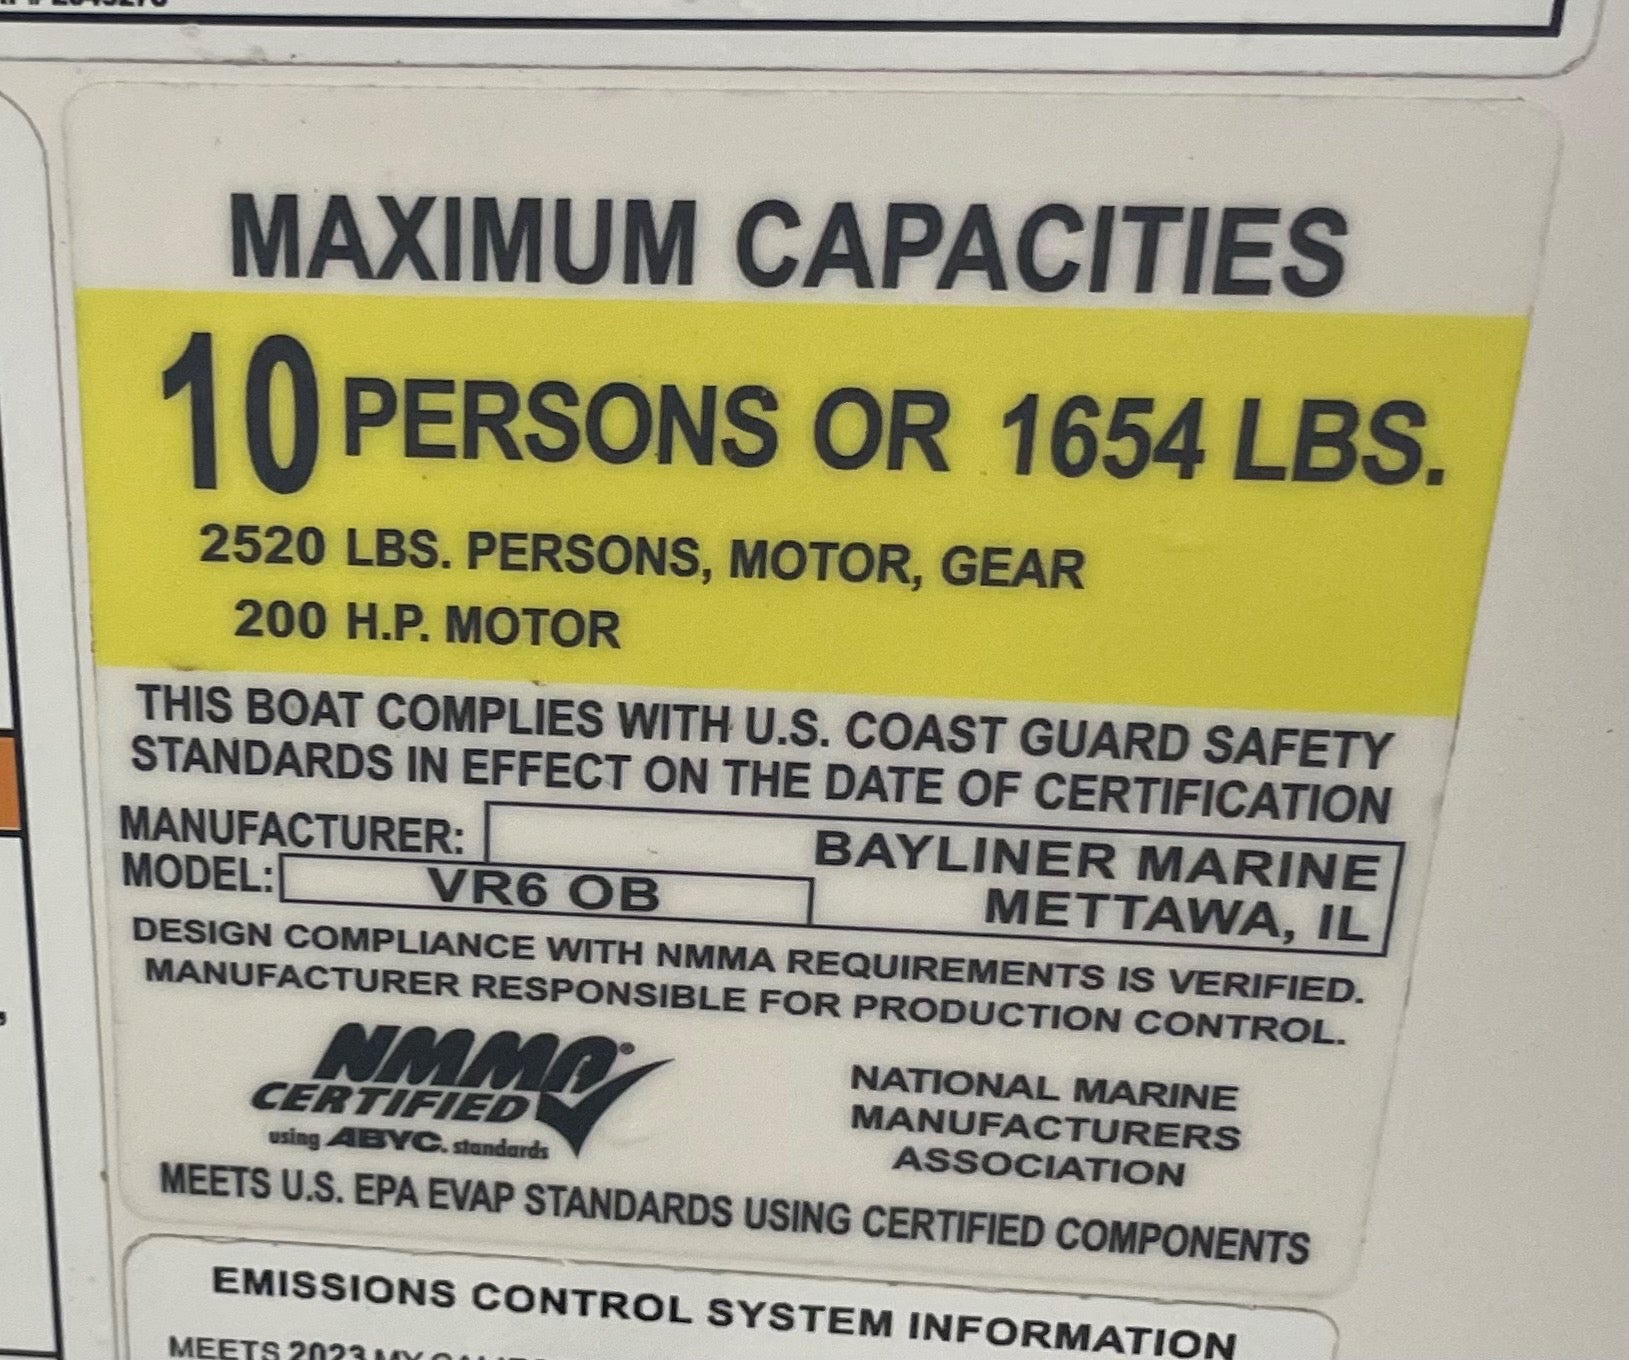 MAXIMUM CAPACITIES
10 PERSONS OR 1654 LBS.
2520 LBS. PERSONS, MOTOR, GEAR
200 H.P. MOTOR
THIS BOAT COMPLIES WITH U.S. COAST GUARD SAFETY
STANDARDS IN EFFECT ON THE DATE OF CERTIFICATION
MANUFACTURER: BAYLINER MARINE
MODEL: VR6 OB METTAWA, IL
DESIGN COMPLIANCE WITH NMMA REQUIREMENTS IS VERIFIED.
MANUFACTURER RESPONSIBLE FOR PRODUCTION CONTROL.
NMMA®
CERTIFIED
using ABYC. standards
NATIONAL MARINE
MANUFACTURERS
ASSOCIATION
MEETS U.S. EPA EVAP STANDARDS USING CERTIFIED COMPONENTS
EMISSIONS CONTROL SYSTEM INFORMATION
MEETS 2023 MY